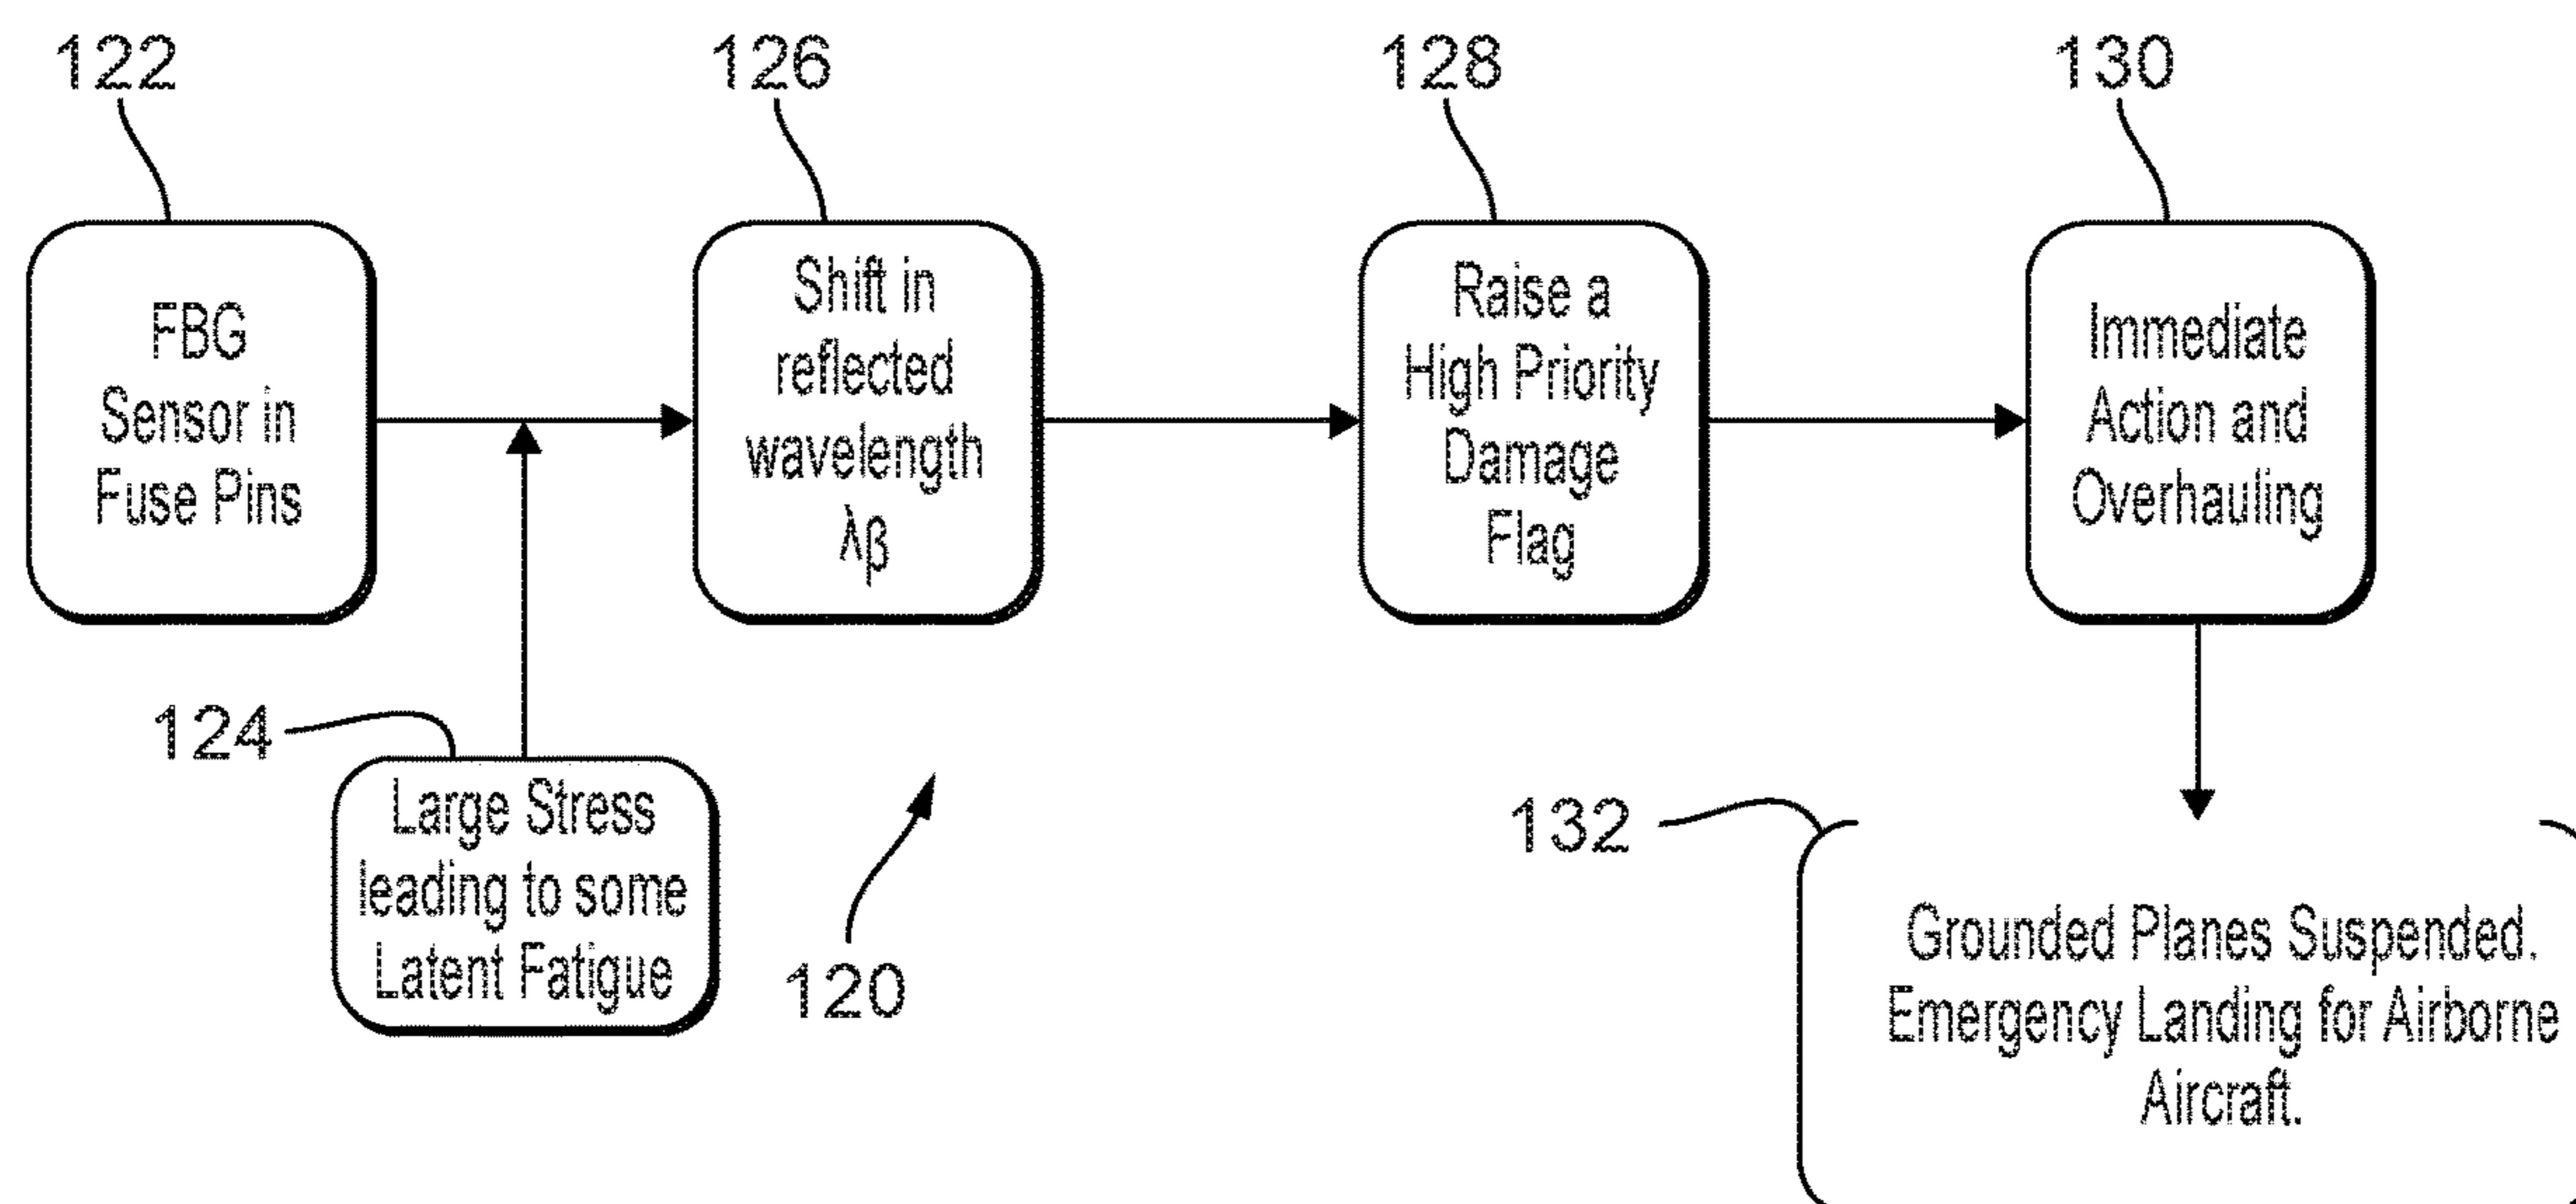 122
126
128
130
FBG
Sensor in
Fuse Pins
Shift in
reflected
wavelength
λβ
Raise a
High Priority
Damage
Flag
Immediate
Action and
Overhauling
124
Large Stress
leading to some
Latent Fatigue
120
132
Grounded Planes Suspended.
Emergency Landing for Airborne
Aircraft.